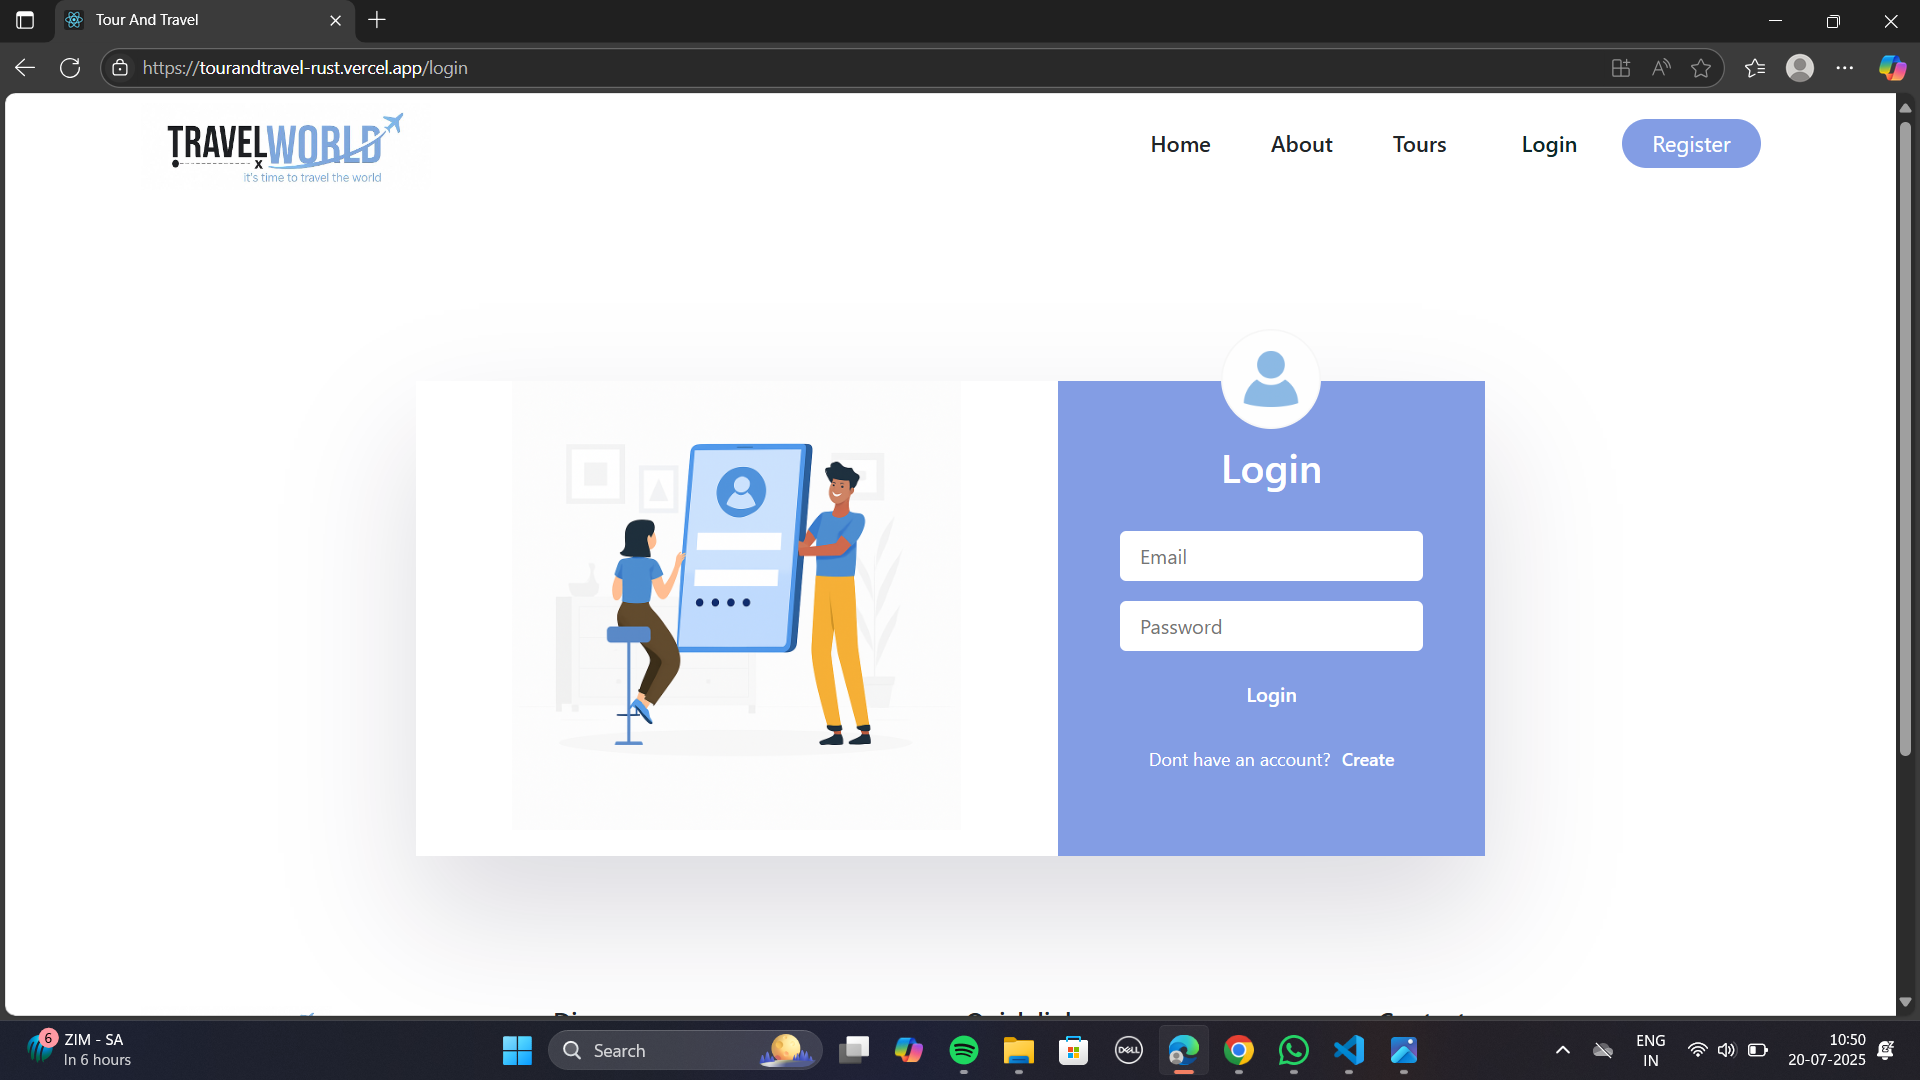 Tour And Travel
https://tourandtravel-rust.vercel.app/login
TRAVELWORLD
x
it's time to travel the world
Home
About
Tours
Login
Register
Login
Email
Password
Login
Dont have an account? Create
6
ZIM - SA
In 6 hours
Search
DELL
ENG
IN
10:50
20-07-2025